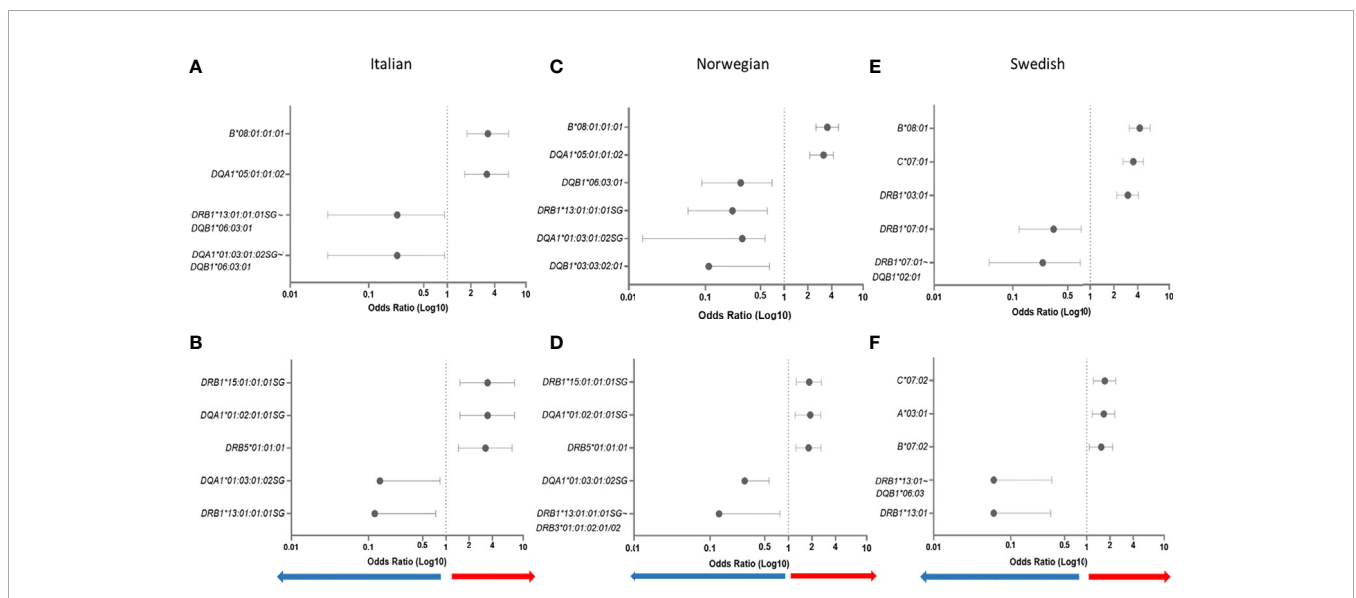 A
Italian
B*08:01:01:01
DQA1*05:01:01:02
DRB1*13:01:01:01SG~
DQB1*06:03:01
DQA1*01:03:01:02SG~
DQB1*06:03:01
0.01 0.1 0.5 1 2 4 10
Odds Ratio (Log10)
C
Norwegian
B*08:01:01:01
DQA1*05:01:01:02
DQB1*06:03:01
DRB1*13:01:01:01SG
DQA1*01:03:01:02SG
DQB1*03:03:02:01
0.01 0.1 0.5 1 2 4 10
Odds Ratio (Log10)
E
Swedish
B*08:01
C*07:01
DRB1*03:01
DRB1*07:01
DRB1*07:01~
DQB1*02:01
0.01 0.1 0.5 1 2 4 10
Odds Ratio (Log10)
B
DRB1*15:01:01:01SG
DQA1*01:02:01:01SG
DRB5*01:01:01
DQA1*01:03:01:02SG
DRB1*13:01:01:01SG
0.01 0.1 0.5 1 2 4 10
Odds Ratio (Log10)
D
DRB1*15:01:01:01SG
DQA1*01:02:01:01SG
DRB5*01:01:01
DQA1*01:03:01:02SG
DRB1*13:01:01:01SG~
DRB3*01:01:02:01/02
0.01 0.1 0.5 1 2 4 10
Odds Ratio (Log10)
F
C*07:02
A*03:01
B*07:02
DRB1*13:01~
DQB1*06:03
DRB1*13:01
0.01 0.1 0.5 1 2 4 10
Odds Ratio (Log10)